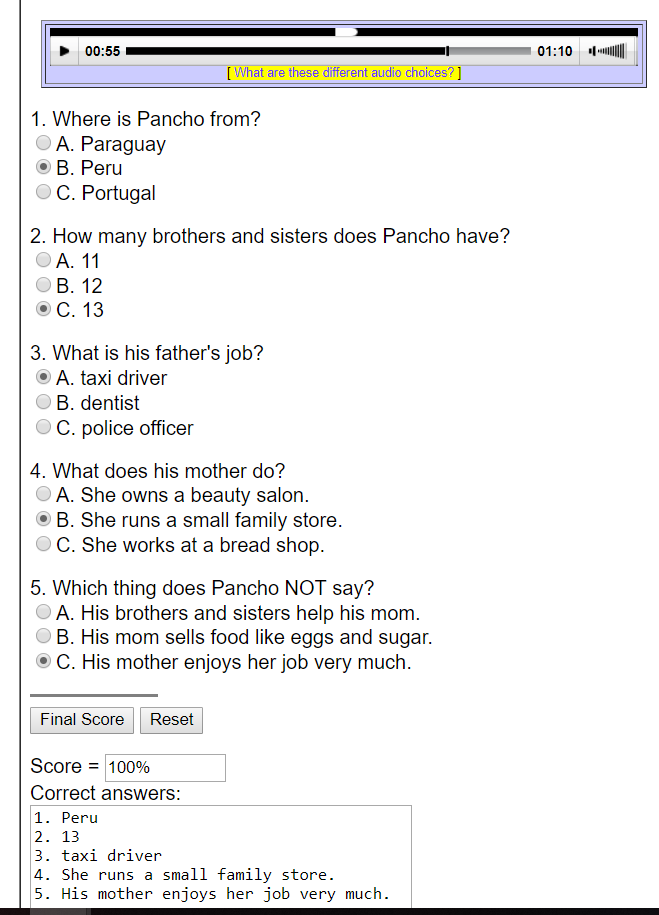 00:55 01:10
[ What are these different audio choices? ]
1. Where is Pancho from?
A. Paraguay
B. Peru
C. Portugal
2. How many brothers and sisters does Pancho have?
A. 11
B. 12
C. 13
3. What is his father's job?
A. taxi driver
B. dentist
C. police officer
4. What does his mother do?
A. She owns a beauty salon.
B. She runs a small family store.
C. She works at a bread shop.
5. Which thing does Pancho NOT say?
A. His brothers and sisters help his mom.
B. His mom sells food like eggs and sugar.
C. His mother enjoys her job very much.
Final Score Reset
Score = 100%
Correct answers:
1. Peru
2. 13
3. taxi driver
4. She runs a small family store.
5. His mother enjoys her job very much.